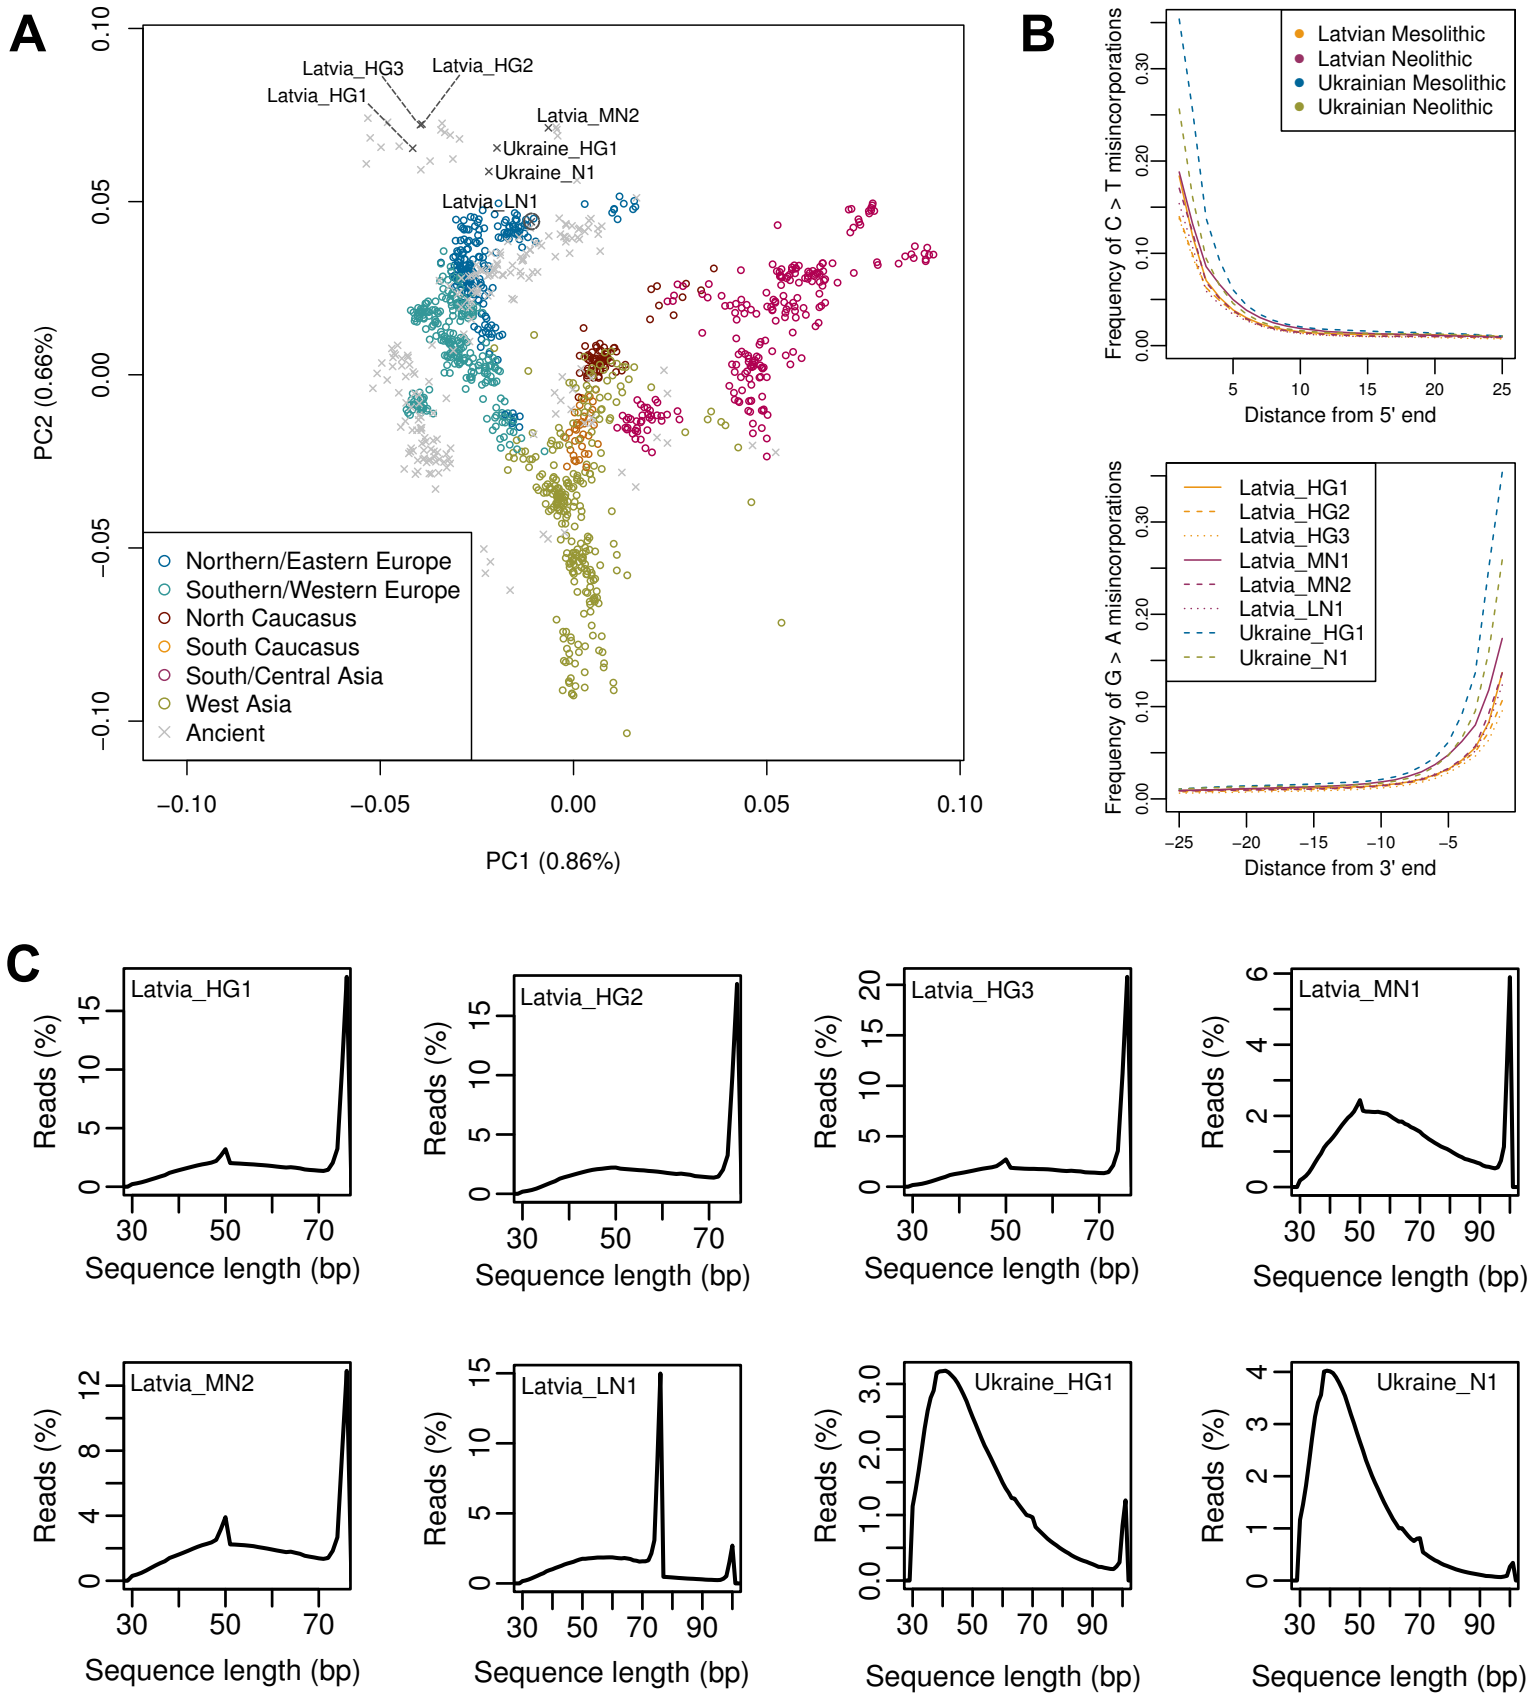 A
0.10
0.05
0.00
−0.05
−0.10
PC2 (0.66%)
Latvia_HG3
Latvia_HG2
Latvia_HG1
Latvia_MN2
Ukraine_HG1
Ukraine_N1
Latvia_LN1
Northern/Eastern Europe
Southern/Western Europe
North Caucasus
South Caucasus
South/Central Asia
West Asia
Ancient
−0.10
−0.05
0.00
0.05
0.10
PC1 (0.86%)
B
Frequency of C > T misincorporations
0.30
0.20
0.10
0.00
Latvian Mesolithic
Latvian Neolithic
Ukrainian Mesolithic
Ukrainian Neolithic
5
10
15
20
25
Distance from 5' end
Frequency of G > A misincorporations
0.30
0.20
0.10
0.00
Latvia_HG1
Latvia_HG2
Latvia_HG3
Latvia_MN1
Latvia_MN2
Latvia_LN1
Ukraine_HG1
Ukraine_N1
−25
−20
−15
−10
−5
Distance from 3' end
C
Latvia_HG1
Reads (%)
15
10
5
0
30
50
70
Sequence length (bp)
Latvia_HG2
Reads (%)
15
10
5
0
30
50
70
Sequence length (bp)
Latvia_HG3
Reads (%)
20
15
10
5
0
30
50
70
Sequence length (bp)
Latvia_MN1
Reads (%)
6
4
2
0
30
50
70
90
Sequence length (bp)
Latvia_MN2
Reads (%)
12
8
4
0
30
50
70
Sequence length (bp)
Latvia_LN1
Reads (%)
15
10
5
0
30
50
70
90
Sequence length (bp)
Ukraine_HG1
Reads (%)
3.0
2.0
1.0
0.0
30
50
70
90
Sequence length (bp)
Ukraine_N1
Reads (%)
4
3
2
1
0
30
50
70
90
Sequence length (bp)